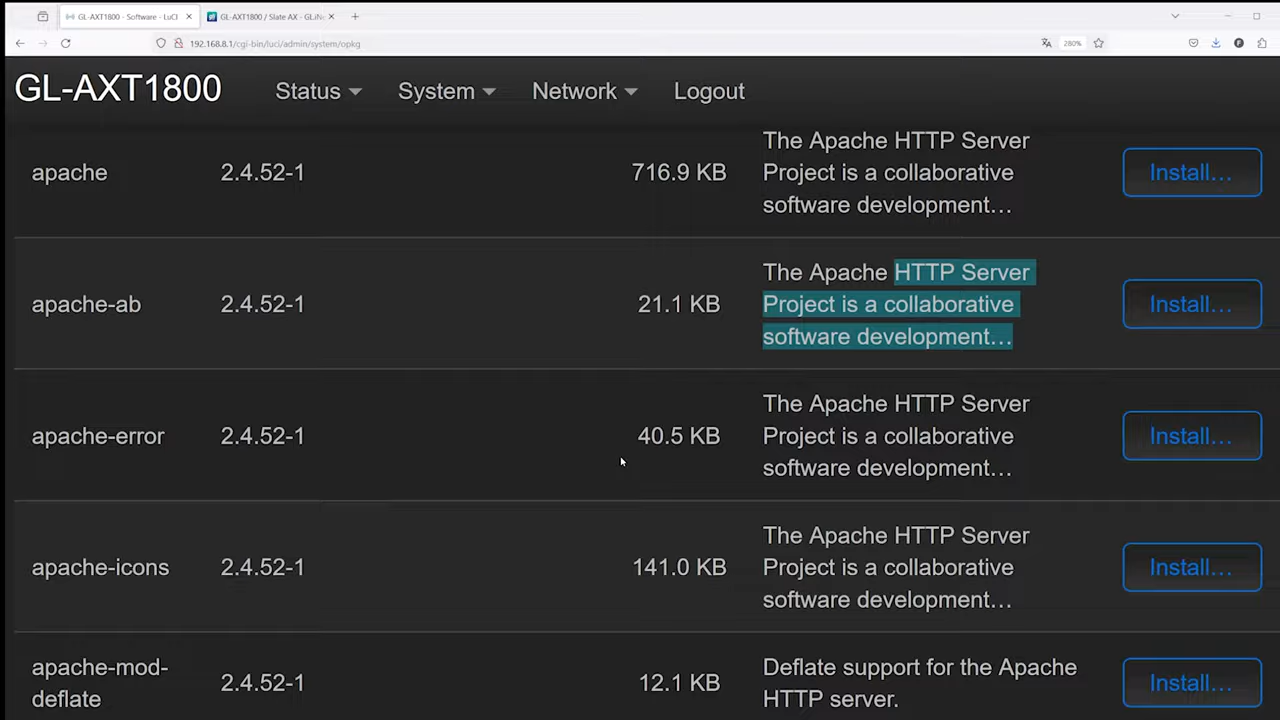 GL-AXT1800 - Software - LuCI
GL-AXT1800 / Slate AX - GL.iNe
192.168.8.1/cgi-bin/luci/admin/system/opkg
280%
GL-AXT1800
Status
System
Network
Logout
apache
2.4.52-1
716.9 KB
The Apache HTTP Server
Project is a collaborative
software development…
Install…
apache-ab
2.4.52-1
21.1 KB
The Apache HTTP Server
Project is a collaborative
software development…
Install…
apache-error
2.4.52-1
40.5 KB
The Apache HTTP Server
Project is a collaborative
software development…
Install…
apache-icons
2.4.52-1
141.0 KB
The Apache HTTP Server
Project is a collaborative
software development…
Install…
apache-mod-
deflate
2.4.52-1
12.1 KB
Deflate support for the Apache
HTTP server.
Install…